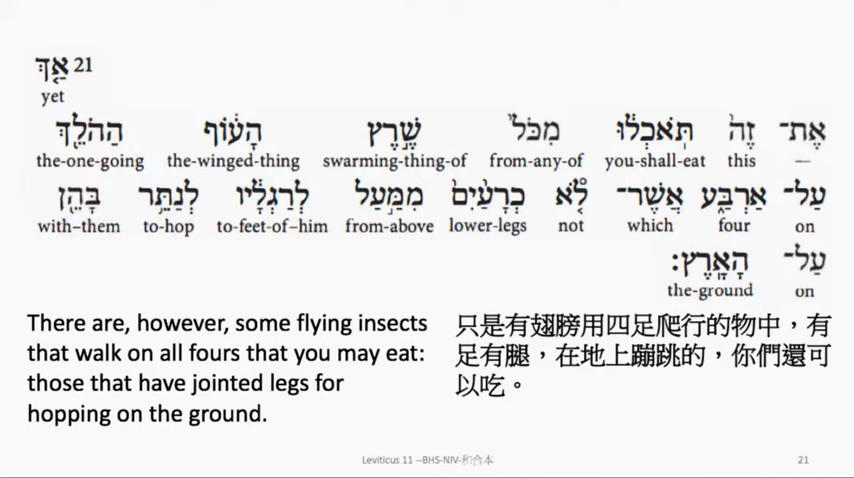 21 אַ֤ךְ
yet
אֶת־ זֶה֙ תֹּֽאכְל֔וּ מִכֹּל֙ שֶׁ֣רֶץ הָע֔וֹף הַהֹלֵ֖ךְ
the-one-going the-winged-thing swarming-thing-of from-any-of you-shall-eat this —
עַל־ אַרְבַּ֑ע אֲשֶׁר־ לֹ֤א כְרָעַ֙יִם֙ מִמַּ֣עַל לְרַגְלָ֔יו לְנַתֵּ֥ר בָּהֵ֖ן
with–them to-hop to-feet-of–him from-above lower-legs not which four on
עַל־ הָאָֽרֶץ׃
the-ground on
There are, however, some flying insects
that walk on all fours that you may eat:
those that have jointed legs for
hopping on the ground.
只是有翅膀用四足爬行的物中，有
足有腿，在地上蹦跳的，你們還可
以吃。
Leviticus 11 --BHS-NIV-和合本
21